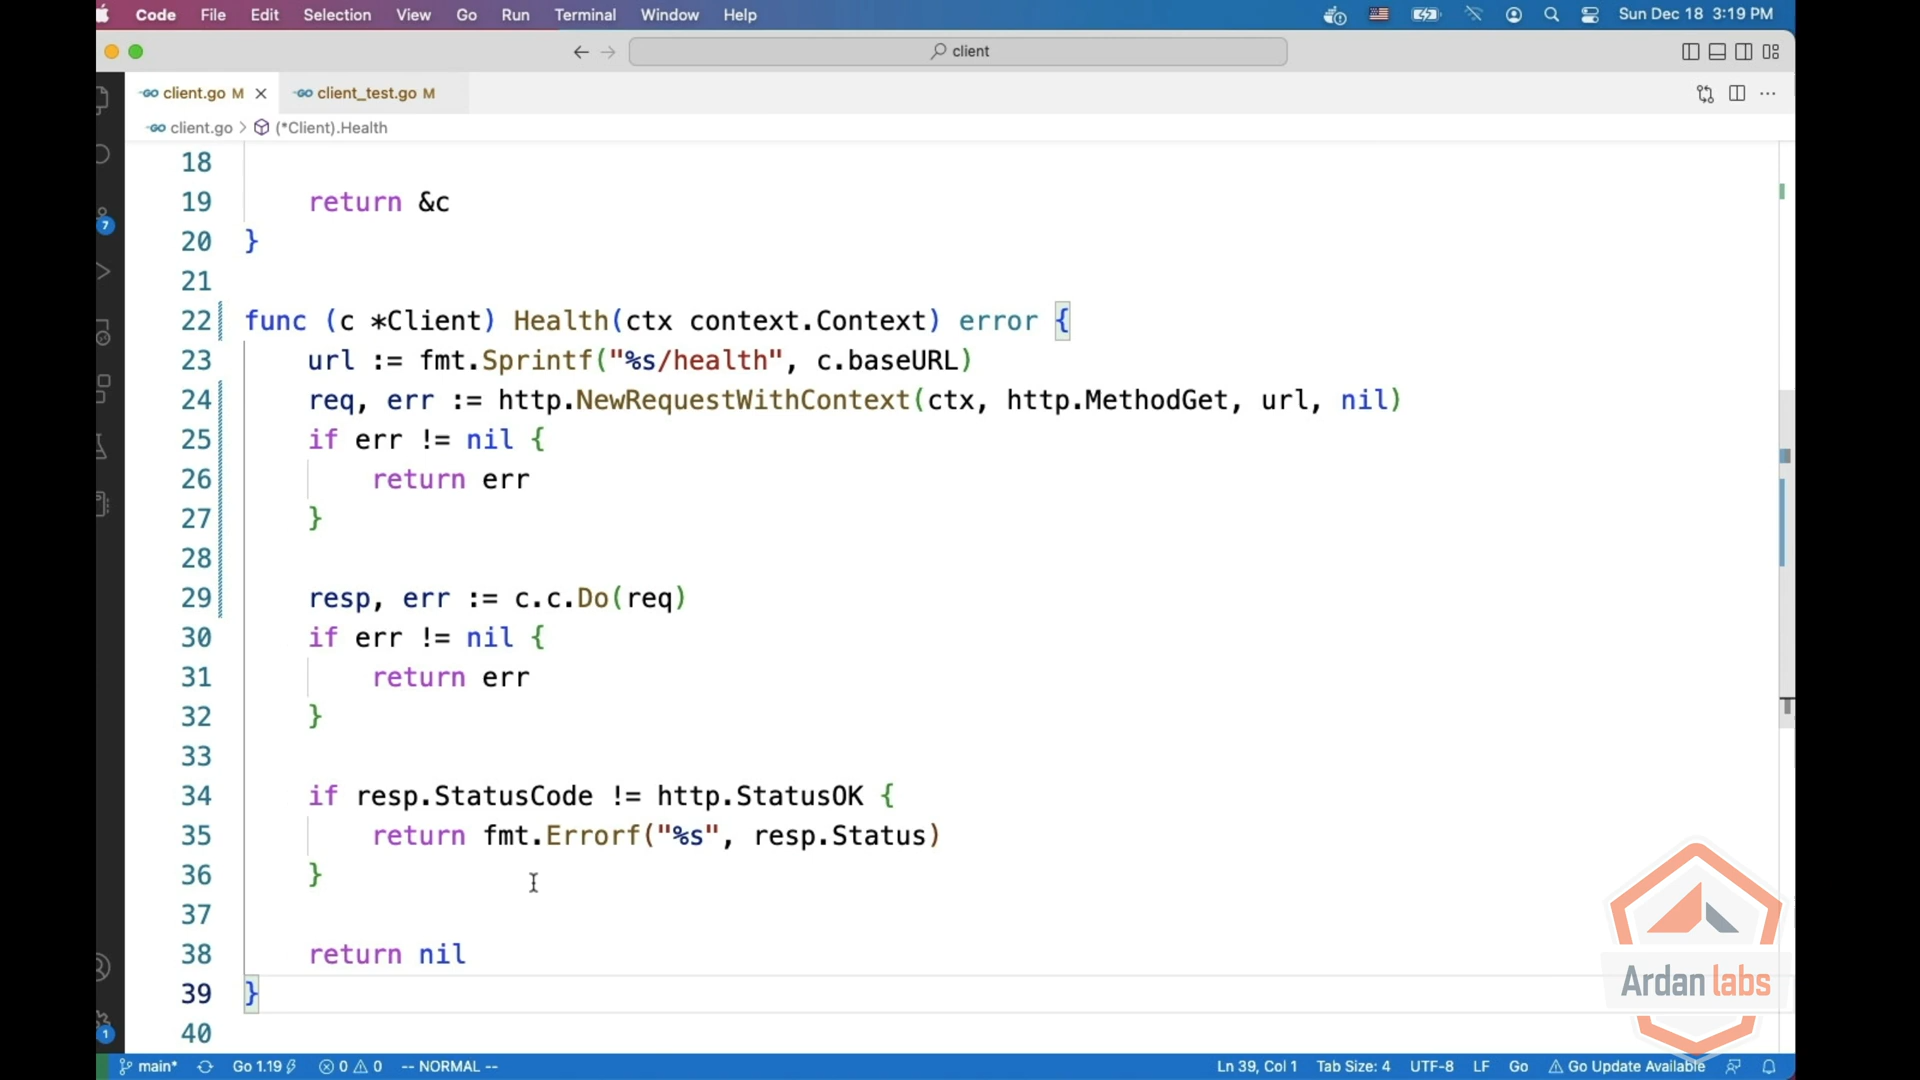 Code File Edit Selection View Go Run Terminal Window Help Sun Dec 18 3:19 PM
client
client.go M client_test.go M
client.go > (*Client).Health
18
19 return &c
20 }
21
22 func (c *Client) Health(ctx context.Context) error {
23 url := fmt.Sprintf("%s/health", c.baseURL)
24 req, err := http.NewRequestWithContext(ctx, http.MethodGet, url, nil)
25 if err != nil {
26 return err
27 }
28
29 resp, err := c.c.Do(req)
30 if err != nil {
31 return err
32 }
33
34 if resp.StatusCode != http.StatusOK {
35 return fmt.Errorf("%s", resp.Status)
36 }
37
38 return nil
39 }
40
7
1
Ardan labs
main* Go 1.19 0 0 -- NORMAL -- Ln 39, Col 1 Tab Size: 4 UTF-8 LF Go Go Update Available